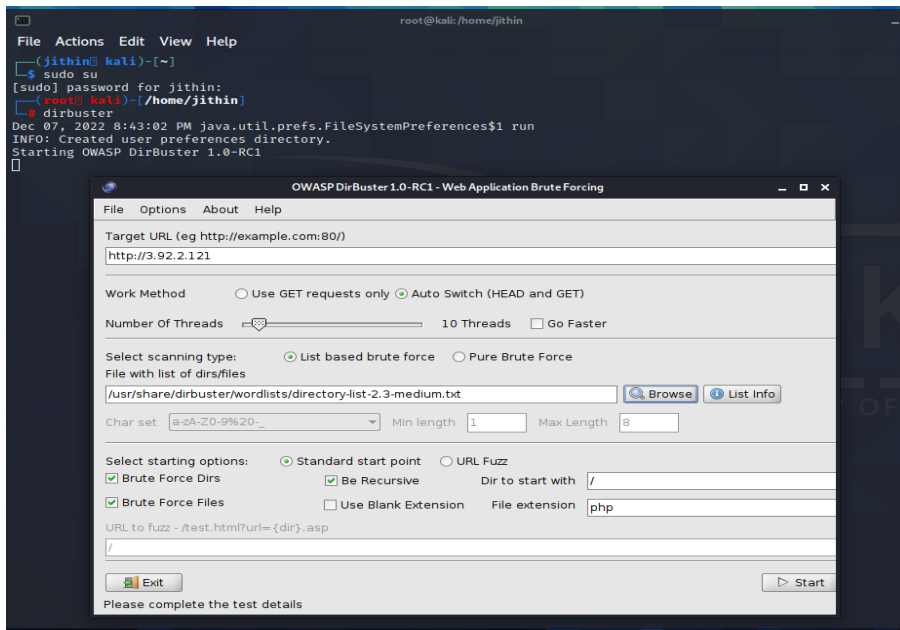 root@kali: /home/jithin
File Actions Edit View Help
(jithin kali)-[~]
$ sudo su
[sudo] password for jithin:
(root kali)-[/home/jithin]
# dirbuster
Dec 07, 2022 8:43:02 PM java.util.prefs.FileSystemPreferences$1 run
INFO: Created user preferences directory.
Starting OWASP DirBuster 1.0-RC1
OWASP DirBuster 1.0-RC1 - Web Application Brute Forcing
File Options About Help
Target URL (eg http://example.com:80/)
http://3.92.2.121
Work Method Use GET requests only Auto Switch (HEAD and GET)
Number Of Threads 10 Threads Go Faster
Select scanning type: List based brute force Pure Brute Force
File with list of dirs/files
/usr/share/dirbuster/wordlists/directory-list-2.3-medium.txt Browse List Info
Char set a-zA-Z0-9%20-_ Min length 1 Max Length 8
Select starting options: Standard start point URL Fuzz
Brute Force Dirs Be Recursive Dir to start with /
Brute Force Files Use Blank Extension File extension php
URL to fuzz - /test.html?url={dir}.asp
/
Exit Start
Please complete the test details
K
OF